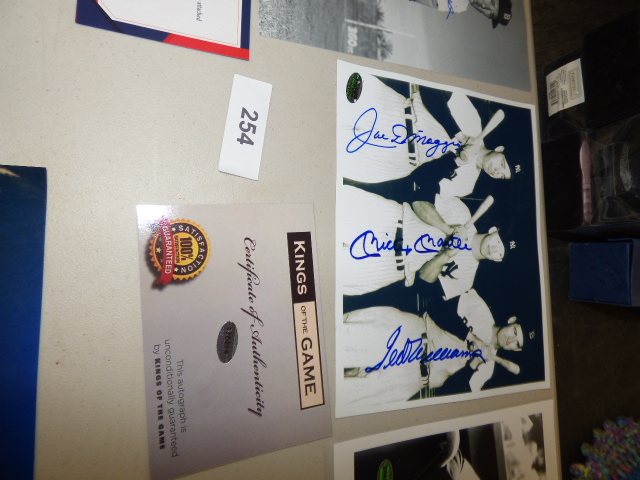 254
KINGS OF THE GAME
Certificate of Authenticity
SATISFACTION
100%
GUARANTEED
This autograph is
unconditionally guaranteed
by KINGS OF THE GAME
Joe DiMaggio
Mickey Mantle
Ted Williams